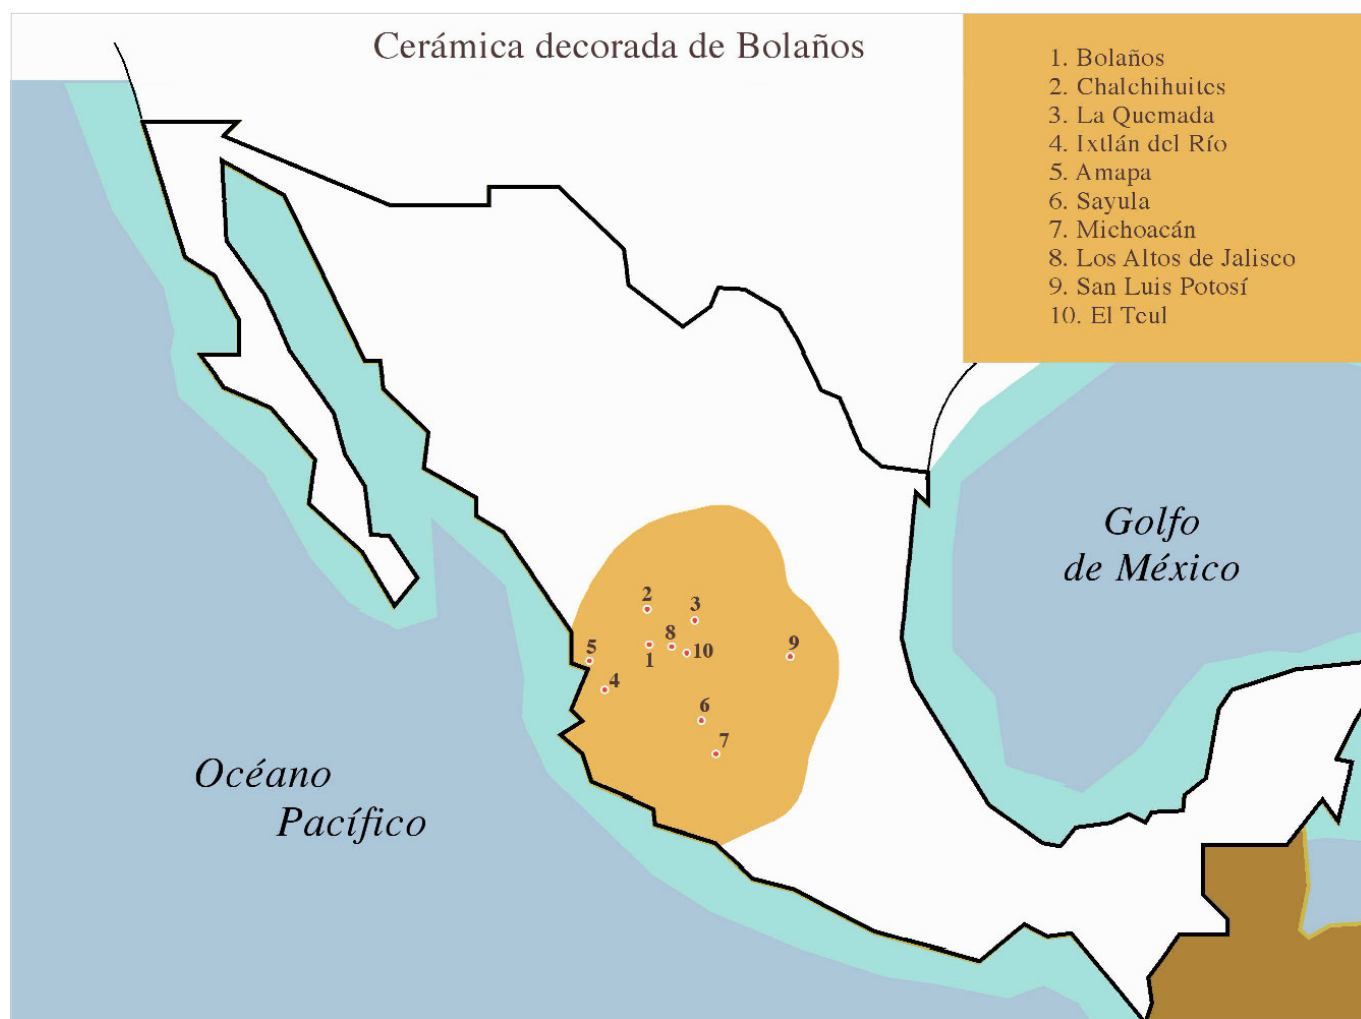 Cerámica decorada de Bolaños
1. Bolaños
2. Chalchihuites
3. La Quemada
4. Ixtlán del Río
5. Amapa
6. Sayula
7. Michoacán
8. Los Altos de Jalisco
9. San Luis Potosí
10. El Teul
Golfo
de México
2
3
8
9
5
1
10
4
6
7
Océano
Pacífico